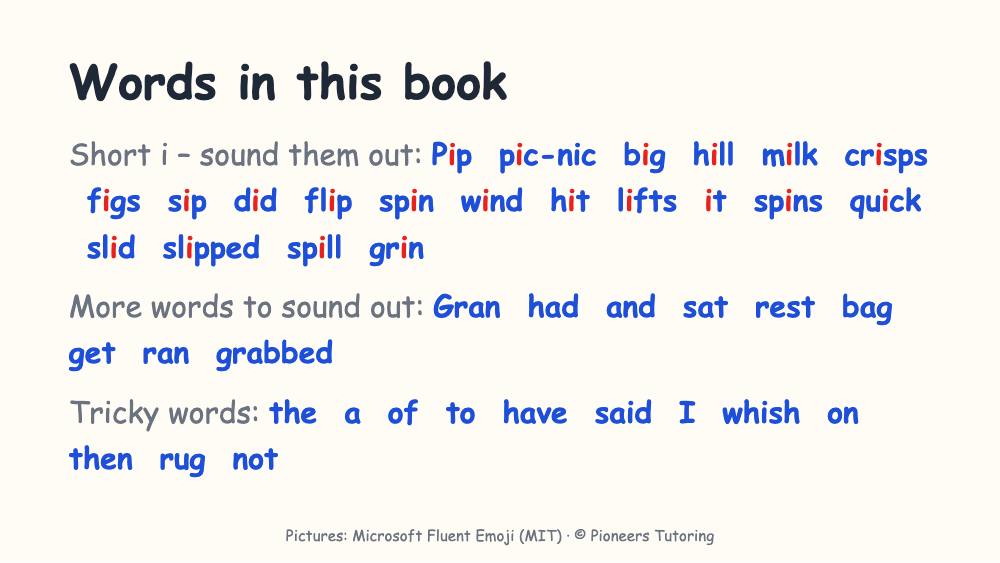 Words in this book
Short i – sound them out: Pip pic-nic big hill milk crisps
figs sip did flip spin wind hit lifts it spins quick
slid slipped spill grin
More words to sound out: Gran had and sat rest bag
get ran grabbed
Tricky words: the a of to have said I whish on
then rug not
Pictures: Microsoft Fluent Emoji (MIT) · © Pioneers Tutoring